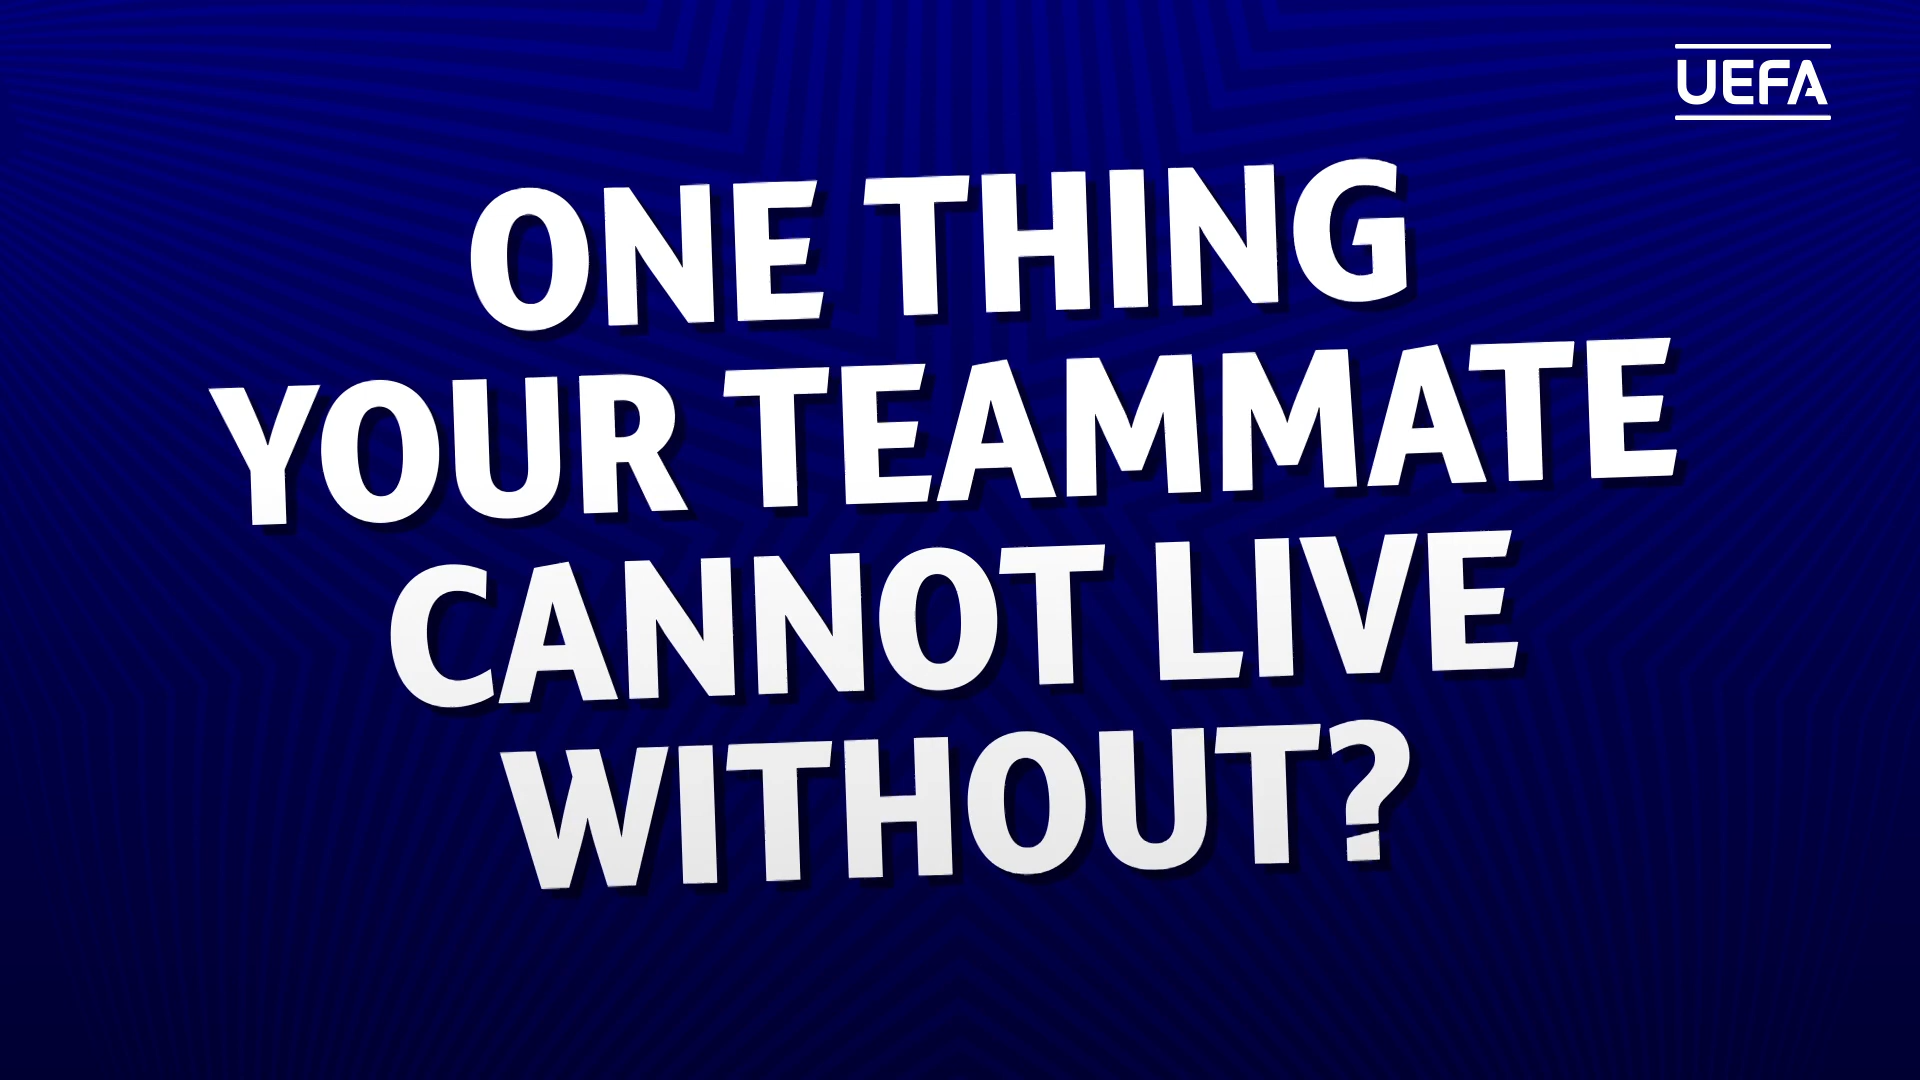 UEFA
ONE THING
YOUR TEAMMATE
CANNOT LIVE
WITHOUT?